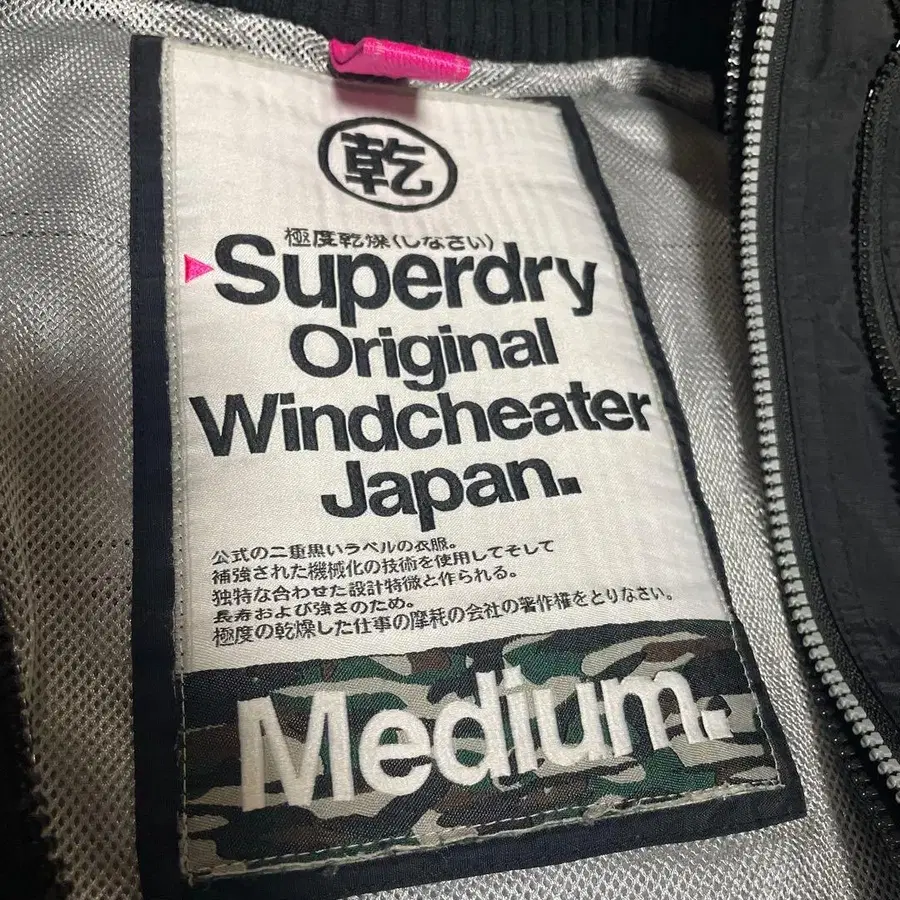 乾
極度乾燥(しなさい)
Superdry
Original
Windcheater
Japan.
公式の二重黒いラベルの衣服。
補強された機械化の技術を使用してそして
独特な合わせた設計特徴と作られる。
長寿および強さのため。
極度の乾燥した仕事の摩耗の会社の著作権をとりなさい。
Medium.